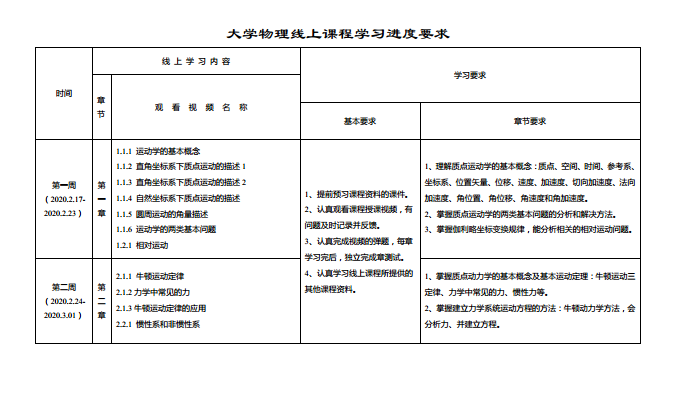 大学物理线上课程学习进度要求
时间
线上学习内容
学习要求
章
节
观看视频名称
基本要求
章节要求
第一周
（2020.2.17-
2020.2.23）
第
一
章
1.1.1 运动学的基本概念
1.1.2 直角坐标系下质点运动的描述 1
1.1.3 直角坐标系下质点运动的描述 2
1.1.4 自然坐标系下质点运动的描述
1.1.5 圆周运动的角量描述
1.1.6 运动学的两类基本问题
1.2.1 相对运动
1、提前预习课程资料的课件。
2、认真观看课程授课视频，有
问题及时记录并反馈。
3、认真完成视频的弹题，每章
学习完后，独立完成章测试。
4、认真学习线上课程所提供的
其他课程资料。
1、理解质点运动学的基本概念：质点、空间、时间、参考系、
坐标系、位置矢量、位移、速度、加速度、切向加速度、法向
加速度、角位置、角位移、角速度和角加速度。
2、掌握质点运动学的两类基本问题的分析和解决方法。
3、掌握伽利略坐标变换规律，能分析相关的相对运动问题。
第二周
（2020.2.24-
2020.3.01）
第
二
章
2.1.1 牛顿运动定律
2.1.2 力学中常见的力
2.1.3 牛顿运动定律的应用
2.2.1 惯性系和非惯性系
1、掌握质点动力学的基本概念及基本运动定理：牛顿运动三
定律、力学中常见的力、惯性力等。
2、掌握建立力学系统运动方程的方法：牛顿动力学方法，会
分析力、并建立方程。